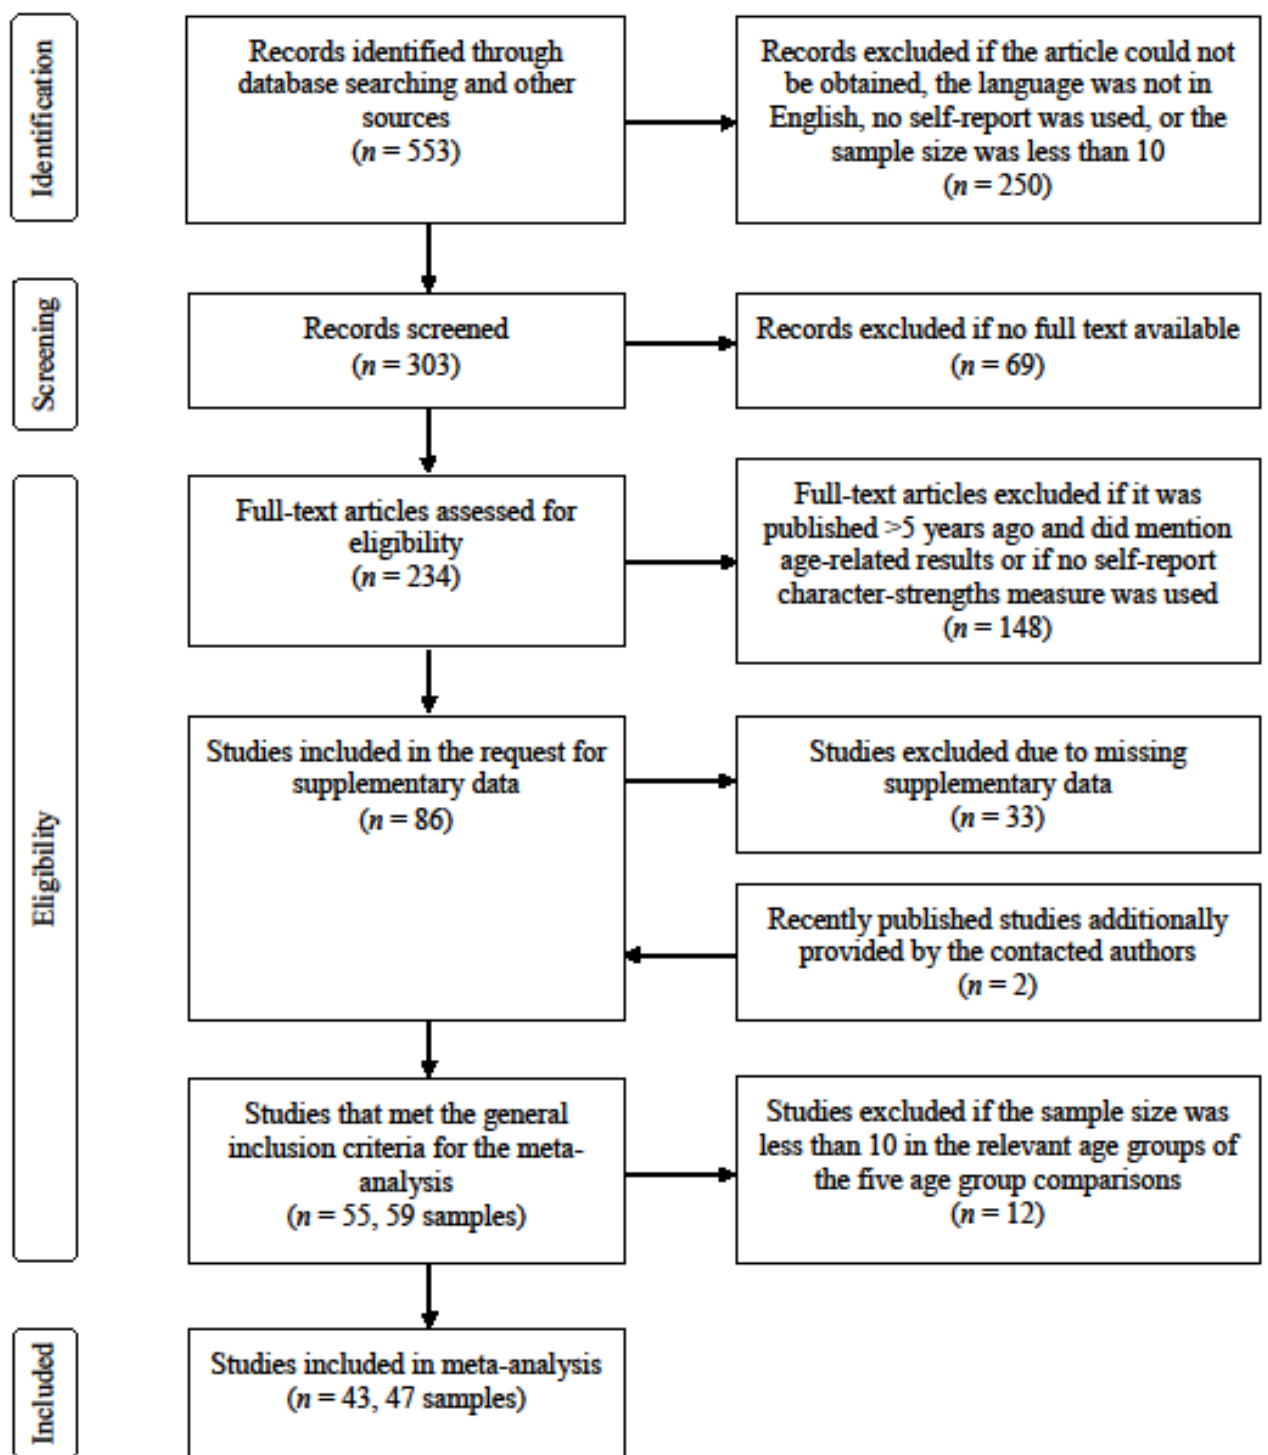 Identification
Records identified through
database searching and other
sources
(n = 553)
Records excluded if the article could not
be obtained, the language was not in
English, no self-report was used, or the
sample size was less than 10
(n = 250)
Screening
Records screened
(n = 303)
Records excluded if no full text available
(n = 69)
Eligibility
Full-text articles assessed for
eligibility
(n = 234)
Full-text articles excluded if it was
published >5 years ago and did mention
age-related results or if no self-report
character-strengths measure was used
(n = 148)
Studies included in the request for
supplementary data
(n = 86)
Studies excluded due to missing
supplementary data
(n = 33)
Recently published studies additionally
provided by the contacted authors
(n = 2)
Studies that met the general
inclusion criteria for the meta-
analysis
(n = 55, 59 samples)
Studies excluded if the sample size was
less than 10 in the relevant age groups of
the five age group comparisons
(n = 12)
Included
Studies included in meta-analysis
(n = 43, 47 samples)